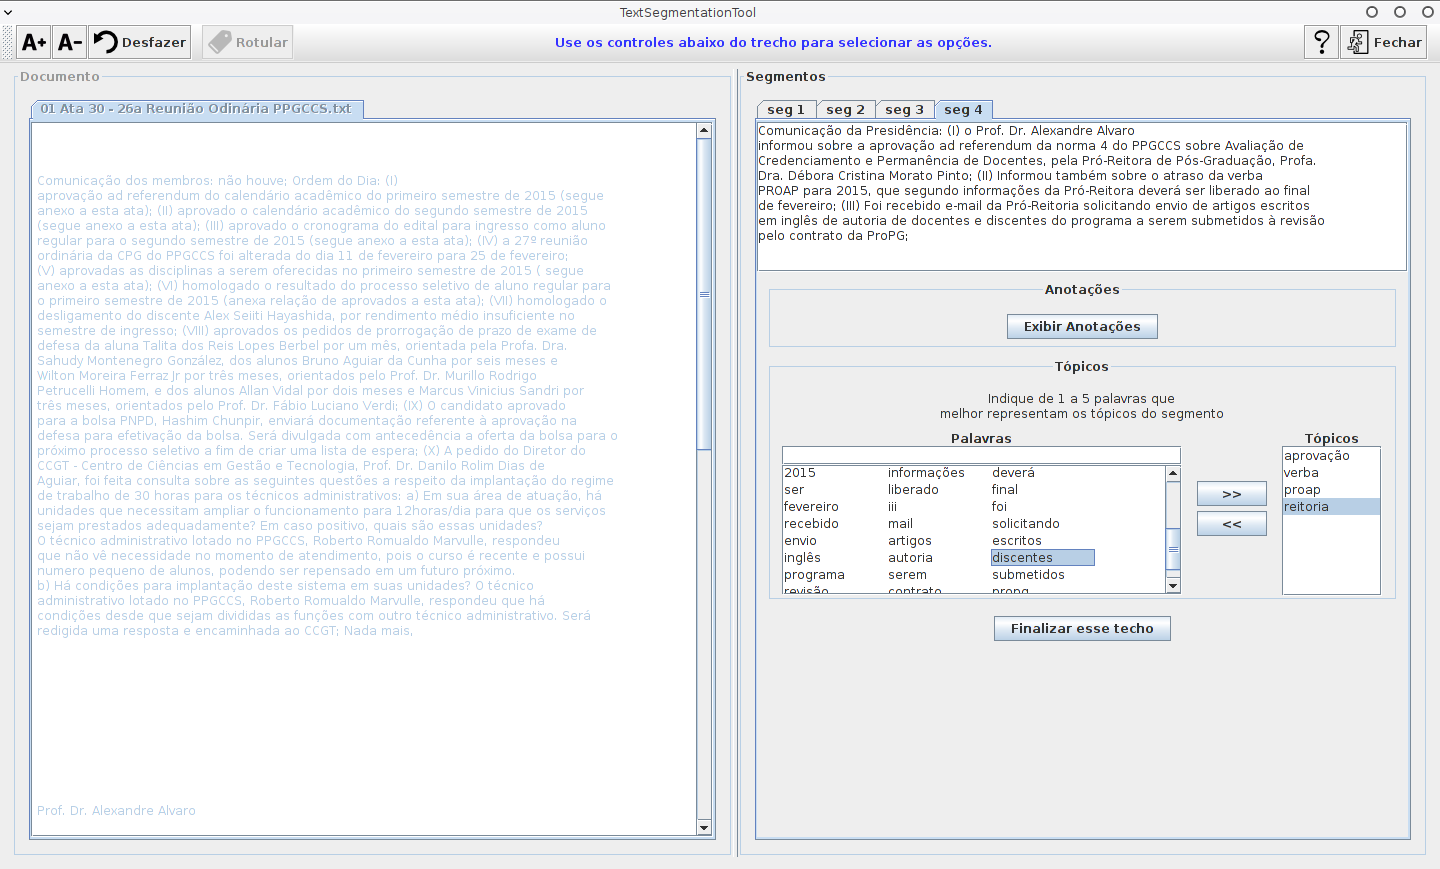 TextSegmentationTool
A+ A- Desfazer Rotular Use os controles abaixo do trecho para selecionar as opções. ? Fechar
Documento
01 Ata 30 - 26a Reunião Odinária PPGCCS.txt
Comunicação dos membros: não houve; Ordem do Dia: (I)
aprovação ad referendum do calendário acadêmico do primeiro semestre de 2015 (segue
anexo a esta ata); (II) aprovado o calendário acadêmico do segundo semestre de 2015
(segue anexo a esta ata); (III) aprovado o cronograma do edital para ingresso como aluno
regular para o segundo semestre de 2015 (segue anexo a esta ata); (IV) a 27º reunião
ordinária da CPG do PPGCCS foi alterada do dia 11 de fevereiro para 25 de fevereiro;
(V) aprovadas as disciplinas a serem oferecidas no primeiro semestre de 2015 ( segue
anexo a esta ata); (VI) homologado o resultado do processo seletivo de aluno regular para
o primeiro semestre de 2015 (anexa relação de aprovados a esta ata); (VII) homologado o
desligamento do discente Alex Seiiti Hayashida, por rendimento médio insuficiente no
semestre de ingresso; (VIII) aprovados os pedidos de prorrogação de prazo de exame de
defesa da aluna Talita dos Reis Lopes Berbel por um mês, orientada pela Profa. Dra.
Sahudy Montenegro González, dos alunos Bruno Aguiar da Cunha por seis meses e
Wilton Moreira Ferraz Jr por três meses, orientados pelo Prof. Dr. Murillo Rodrigo
Petrucelli Homem, e dos alunos Allan Vidal por dois meses e Marcus Vinicius Sandri por
três meses, orientados pelo Prof. Dr. Fábio Luciano Verdi; (IX) O candidato aprovado
para a bolsa PNPD, Hashim Chunpir, enviará documentação referente à aprovação na
defesa para efetivação da bolsa. Será divulgada com antecedência a oferta da bolsa para o
próximo processo seletivo a fim de criar uma lista de espera; (X) A pedido do Diretor do
CCGT - Centro de Ciências em Gestão e Tecnologia, Prof. Dr. Danilo Rolim Dias de
Aguiar, foi feita consulta sobre as seguintes questões a respeito da implantação do regime
de trabalho de 30 horas para os técnicos administrativos: a) Em sua área de atuação, há
unidades que necessitam ampliar o funcionamento para 12horas/dia para que os serviços
sejam prestados adequadamente? Em caso positivo, quais são essas unidades?
O técnico administrativo lotado no PPGCCS, Roberto Romualdo Marvulle, respondeu
que não vê necessidade no momento de atendimento, pois o curso é recente e possui
numero pequeno de alunos, podendo ser repensado em um futuro próximo.
b) Há condições para implantação deste sistema em suas unidades? O técnico
administrativo lotado no PPGCCS, Roberto Romualdo Marvulle, respondeu que há
condições desde que sejam divididas as funções com outro técnico administrativo. Será
redigida uma resposta e encaminhada ao CCGT; Nada mais,
Prof. Dr. Alexandre Alvaro
Segmentos
seg 1 seg 2 seg 3 seg 4
Comunicação da Presidência: (I) o Prof. Dr. Alexandre Alvaro
informou sobre a aprovação ad referendum da norma 4 do PPGCCS sobre Avaliação de
Credenciamento e Permanência de Docentes, pela Pró-Reitora de Pós-Graduação, Profa.
Dra. Débora Cristina Morato Pinto; (II) Informou também sobre o atraso da verba
PROAP para 2015, que segundo informações da Pró-Reitora deverá ser liberado ao final
de fevereiro; (III) Foi recebido e-mail da Pró-Reitoria solicitando envio de artigos escritos
em inglês de autoria de docentes e discentes do programa a serem submetidos à revisão
pelo contrato da ProPG;
Anotações
Exibir Anotações
Tópicos
Indique de 1 a 5 palavras que
melhor representam os tópicos do segmento
Palavras
2015 informações deverá
ser liberado final
fevereiro iii foi
recebido mail solicitando
envio artigos escritos
inglês autoria discentes
programa serem submetidos
revisão contrato propg
>>
<<
Tópicos
aprovação
verba
proap
reitoria
Finalizar esse techo